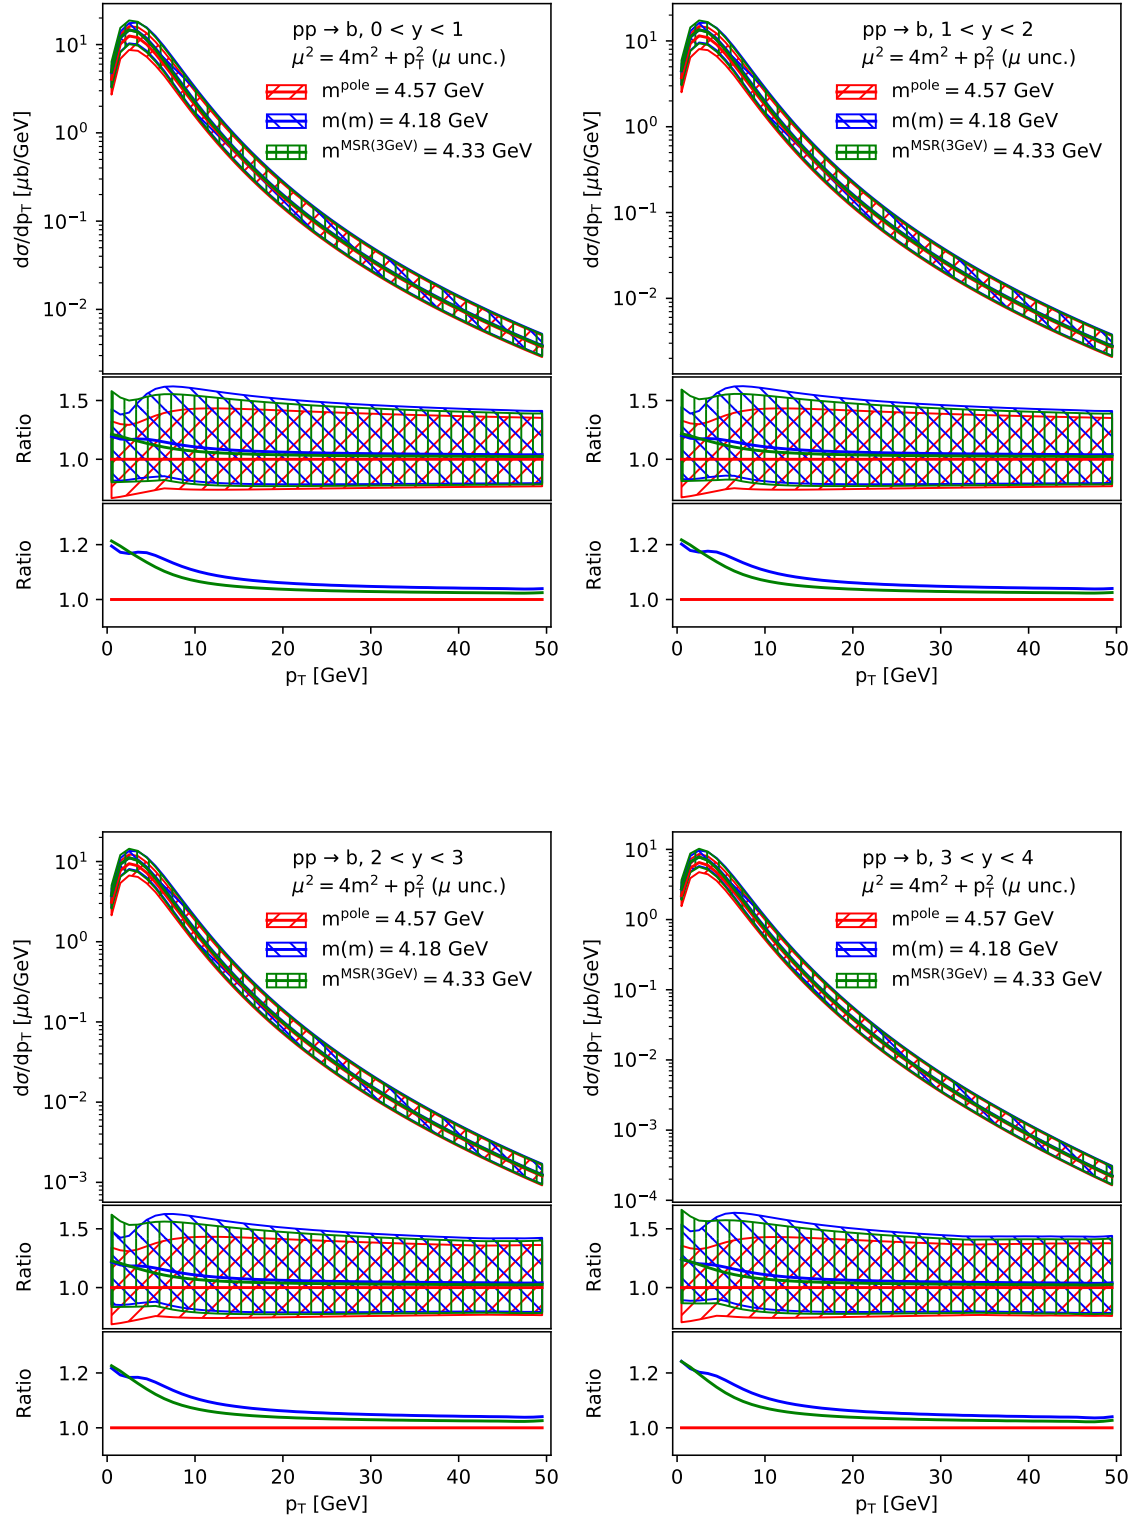 pp → b, 0 < y < 1
μ² = 4m² + p_T² (μ unc.)
m^pole = 4.57 GeV
m(m) = 4.18 GeV
m^MSR(3GeV) = 4.33 GeV
dσ/dp_T [μb/GeV]
10¹
10⁰
10⁻¹
10⁻²
Ratio
1.5
1.0
Ratio
1.2
1.0
0 10 20 30 40 50
p_T [GeV]
pp → b, 1 < y < 2
μ² = 4m² + p_T² (μ unc.)
m^pole = 4.57 GeV
m(m) = 4.18 GeV
m^MSR(3GeV) = 4.33 GeV
dσ/dp_T [μb/GeV]
10¹
10⁰
10⁻¹
10⁻²
Ratio
1.5
1.0
Ratio
1.2
1.0
0 10 20 30 40 50
p_T [GeV]
pp → b, 2 < y < 3
μ² = 4m² + p_T² (μ unc.)
m^pole = 4.57 GeV
m(m) = 4.18 GeV
m^MSR(3GeV) = 4.33 GeV
dσ/dp_T [μb/GeV]
10¹
10⁰
10⁻¹
10⁻²
10⁻³
Ratio
1.5
1.0
Ratio
1.2
1.0
0 10 20 30 40 50
p_T [GeV]
pp → b, 3 < y < 4
μ² = 4m² + p_T² (μ unc.)
m^pole = 4.57 GeV
m(m) = 4.18 GeV
m^MSR(3GeV) = 4.33 GeV
dσ/dp_T [μb/GeV]
10¹
10⁰
10⁻¹
10⁻²
10⁻³
10⁻⁴
Ratio
1.5
1.0
Ratio
1.2
1.0
0 10 20 30 40 50
p_T [GeV]